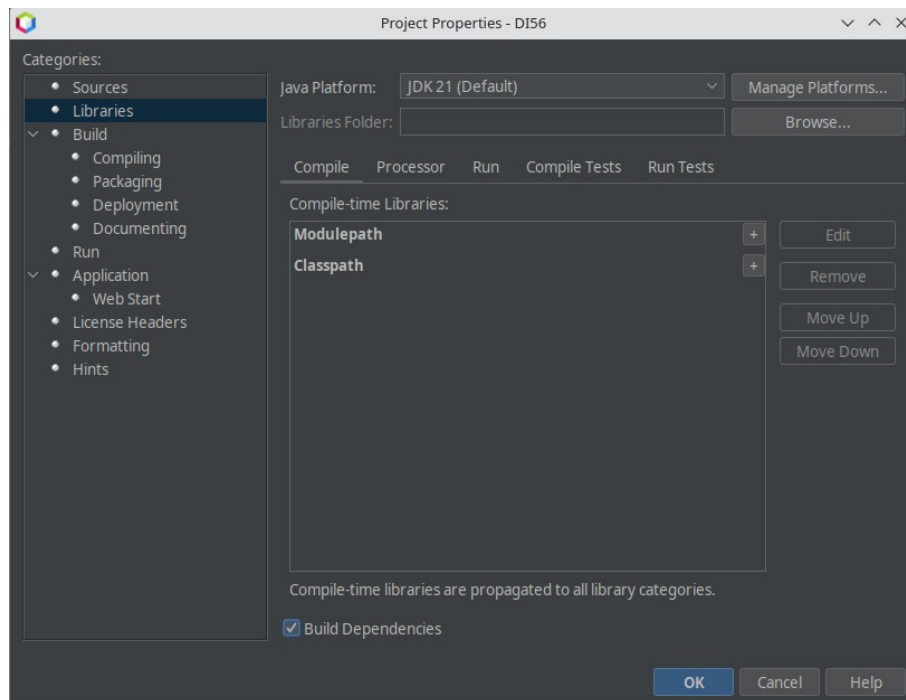 Project Properties - DI56
Categories:
Sources
Libraries
Build
Compiling
Packaging
Deployment
Documenting
Run
Application
Web Start
License Headers
Formatting
Hints
Java Platform:
JDK 21 (Default)
Manage Platforms...
Libraries Folder:
Browse...
Compile Processor Run Compile Tests Run Tests
Compile-time Libraries:
Modulepath
+
Classpath
+
Edit
Remove
Move Up
Move Down
Compile-time libraries are propagated to all library categories.
Build Dependencies
OK Cancel Help